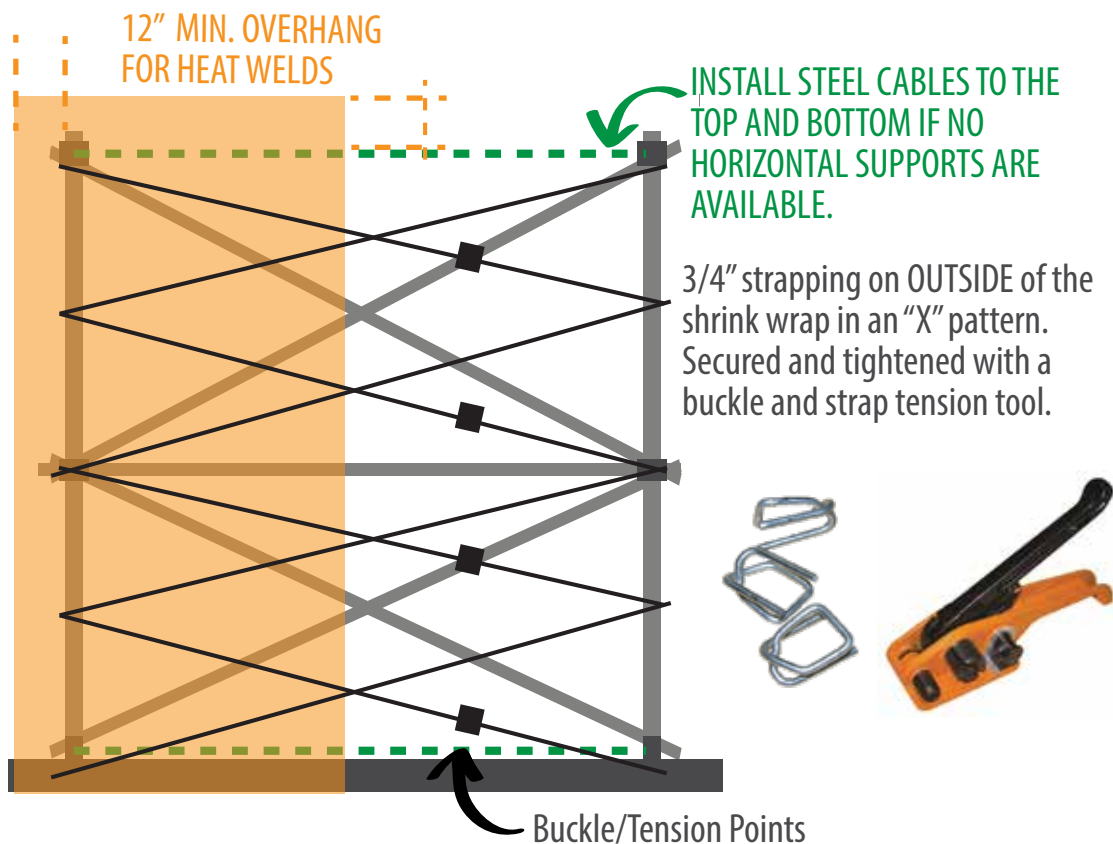 12” MIN. OVERHANG
FOR HEAT WELDS
INSTALL STEEL CABLES TO THE
TOP AND BOTTOM IF NO
HORIZONTAL SUPPORTS ARE
AVAILABLE.
3/4” strapping on OUTSIDE of the
shrink wrap in an “X” pattern.
Secured and tightened with a
buckle and strap tension tool.
Buckle/Tension Points